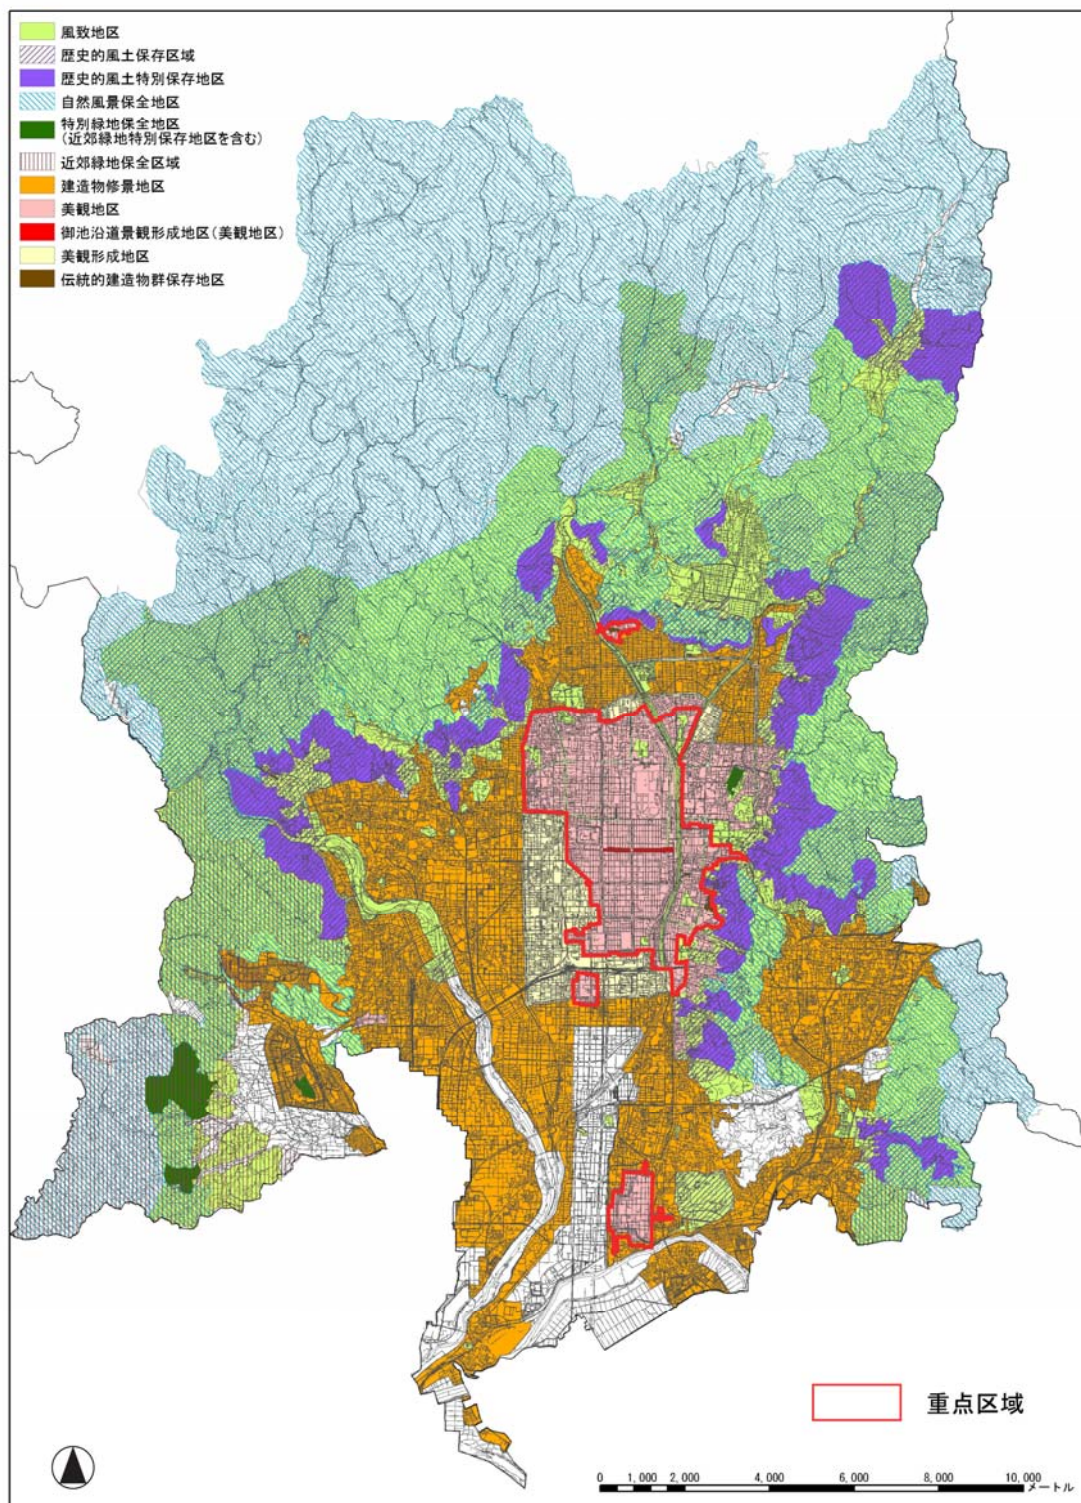 風致地区
歴史的風土保存区域
歴史的風土特別保存地区
自然風景保全地区
特別緑地保全地区
(近郊緑地特別保存地区を含む)
近郊緑地保全区域
建造物修景地区
美観地区
御池沿道景観形成地区(美観地区)
美観形成地区
伝統的建造物群保存地区
重点区域
0 1,000 2,000 4,000 6,000 8,000 10,000
メートル